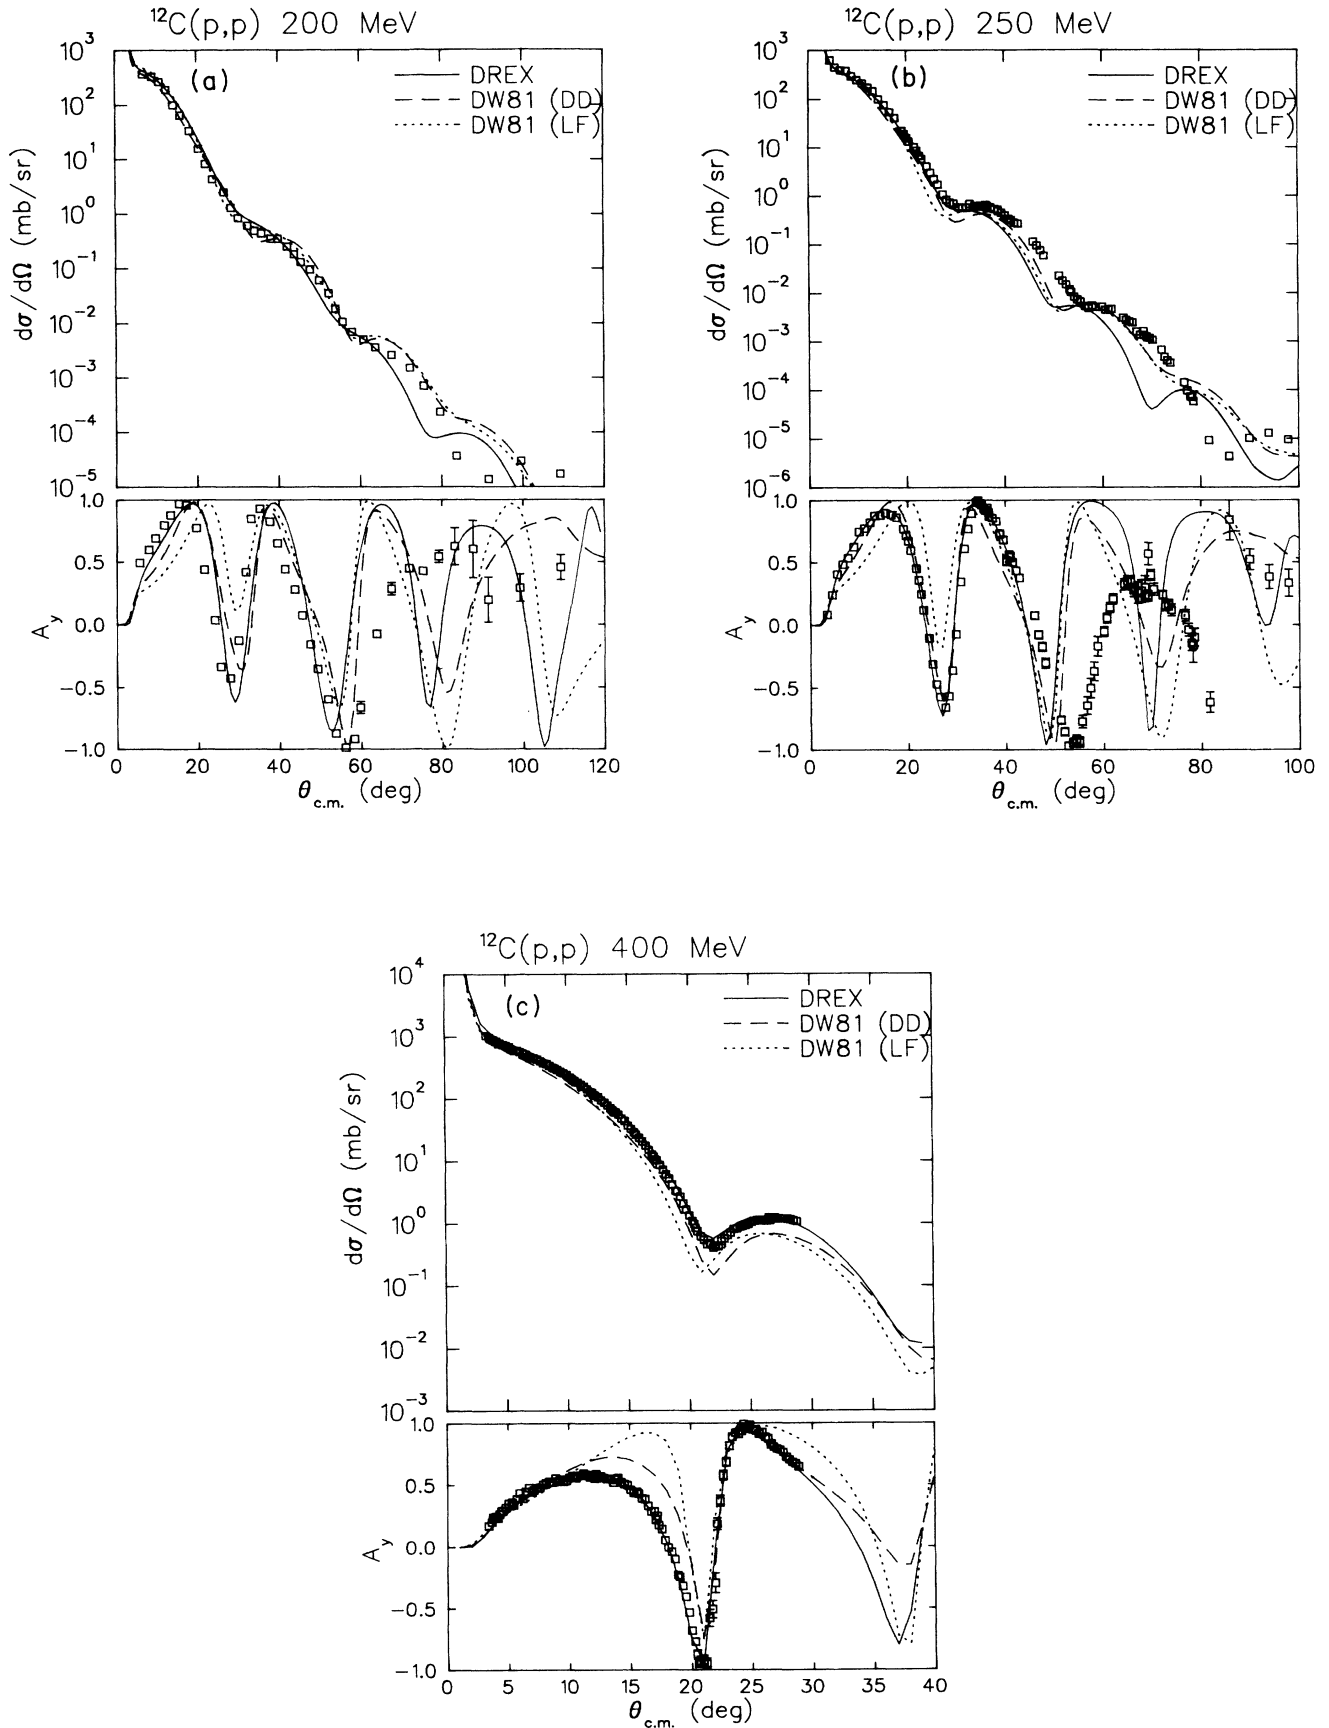 ¹²C(p,p) 200 MeV
10³
10²
10¹
10⁰
10⁻¹
10⁻²
10⁻³
10⁻⁴
10⁻⁵
dσ/dΩ (mb/sr)
(a)
DREX
DW81 (DD)
DW81 (LF)
1.0
0.5
0.0
−0.5
−1.0
A_y
0 20 40 60 80 100 120
θ_c.m. (deg)
¹²C(p,p) 250 MeV
10³
10²
10¹
10⁰
10⁻¹
10⁻²
10⁻³
10⁻⁴
10⁻⁵
10⁻⁶
dσ/dΩ (mb/sr)
(b)
DREX
DW81 (DD)
DW81 (LF)
1.0
0.5
0.0
−0.5
−1.0
A_y
0 20 40 60 80 100
θ_c.m. (deg)
¹²C(p,p) 400 MeV
10⁴
10³
10²
10¹
10⁰
10⁻¹
10⁻²
10⁻³
dσ/dΩ (mb/sr)
(c)
DREX
DW81 (DD)
DW81 (LF)
1.0
0.5
0.0
−0.5
−1.0
A_y
0 5 10 15 20 25 30 35 40
θ_c.m. (deg)